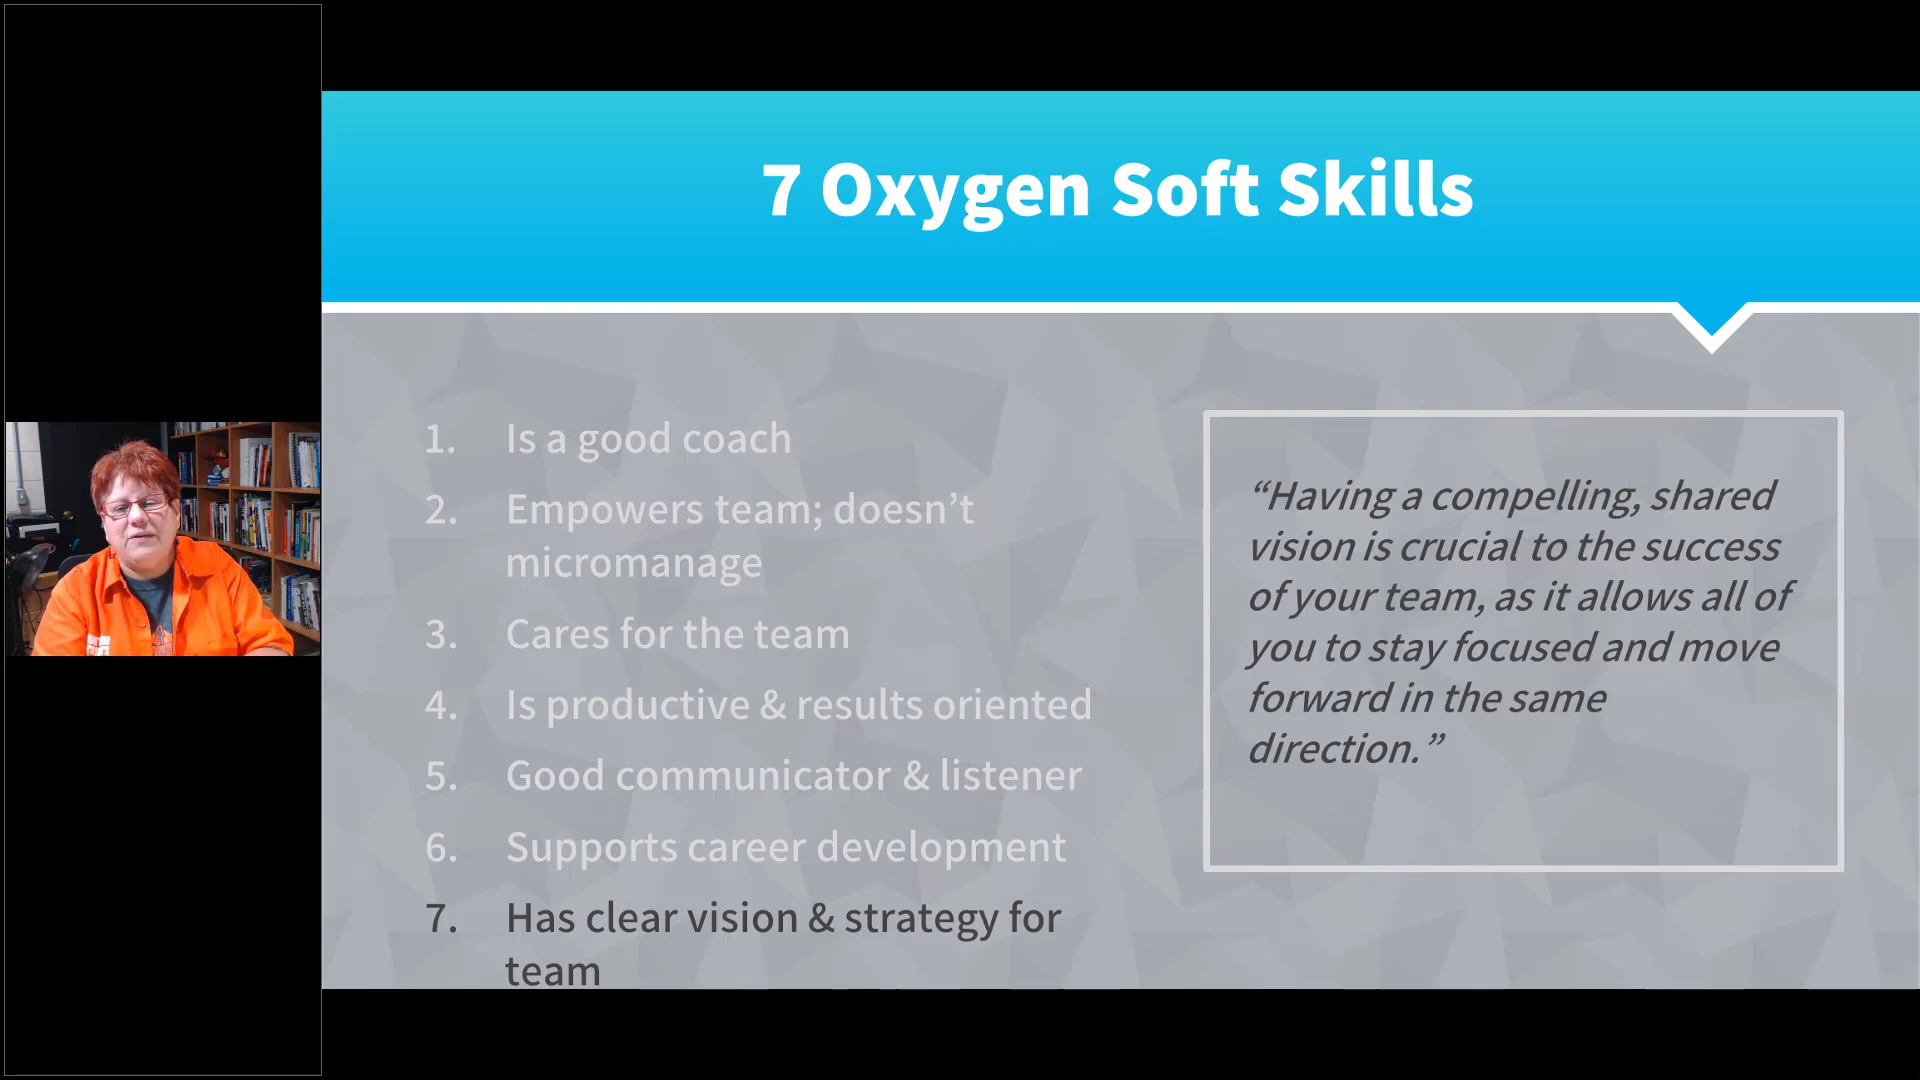 7 Oxygen Soft Skills
1. Is a good coach
2. Empowers team; doesn’t
micromanage
3. Cares for the team
4. Is productive & results oriented
5. Good communicator & listener
6. Supports career development
7. Has clear vision & strategy for
team
“Having a compelling, shared
vision is crucial to the success
of your team, as it allows all of
you to stay focused and move
forward in the same
direction.”